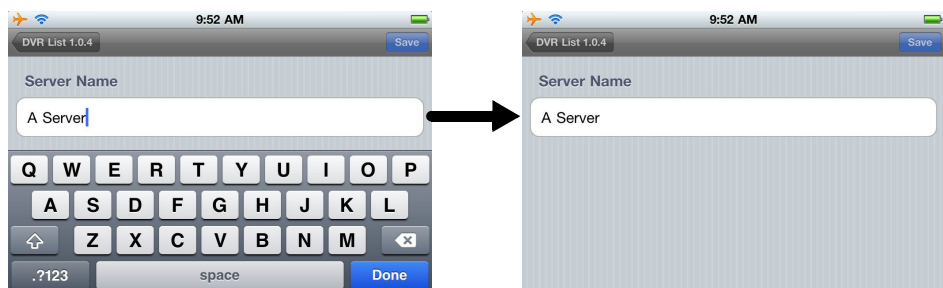 9:52 AM
DVR List 1.0.4 Save
Server Name
A Server
Q W E R T Y U I O P
A S D F G H J K L
Z X C V B N M
.?123 space Done
9:52 AM
DVR List 1.0.4 Save
Server Name
A Server